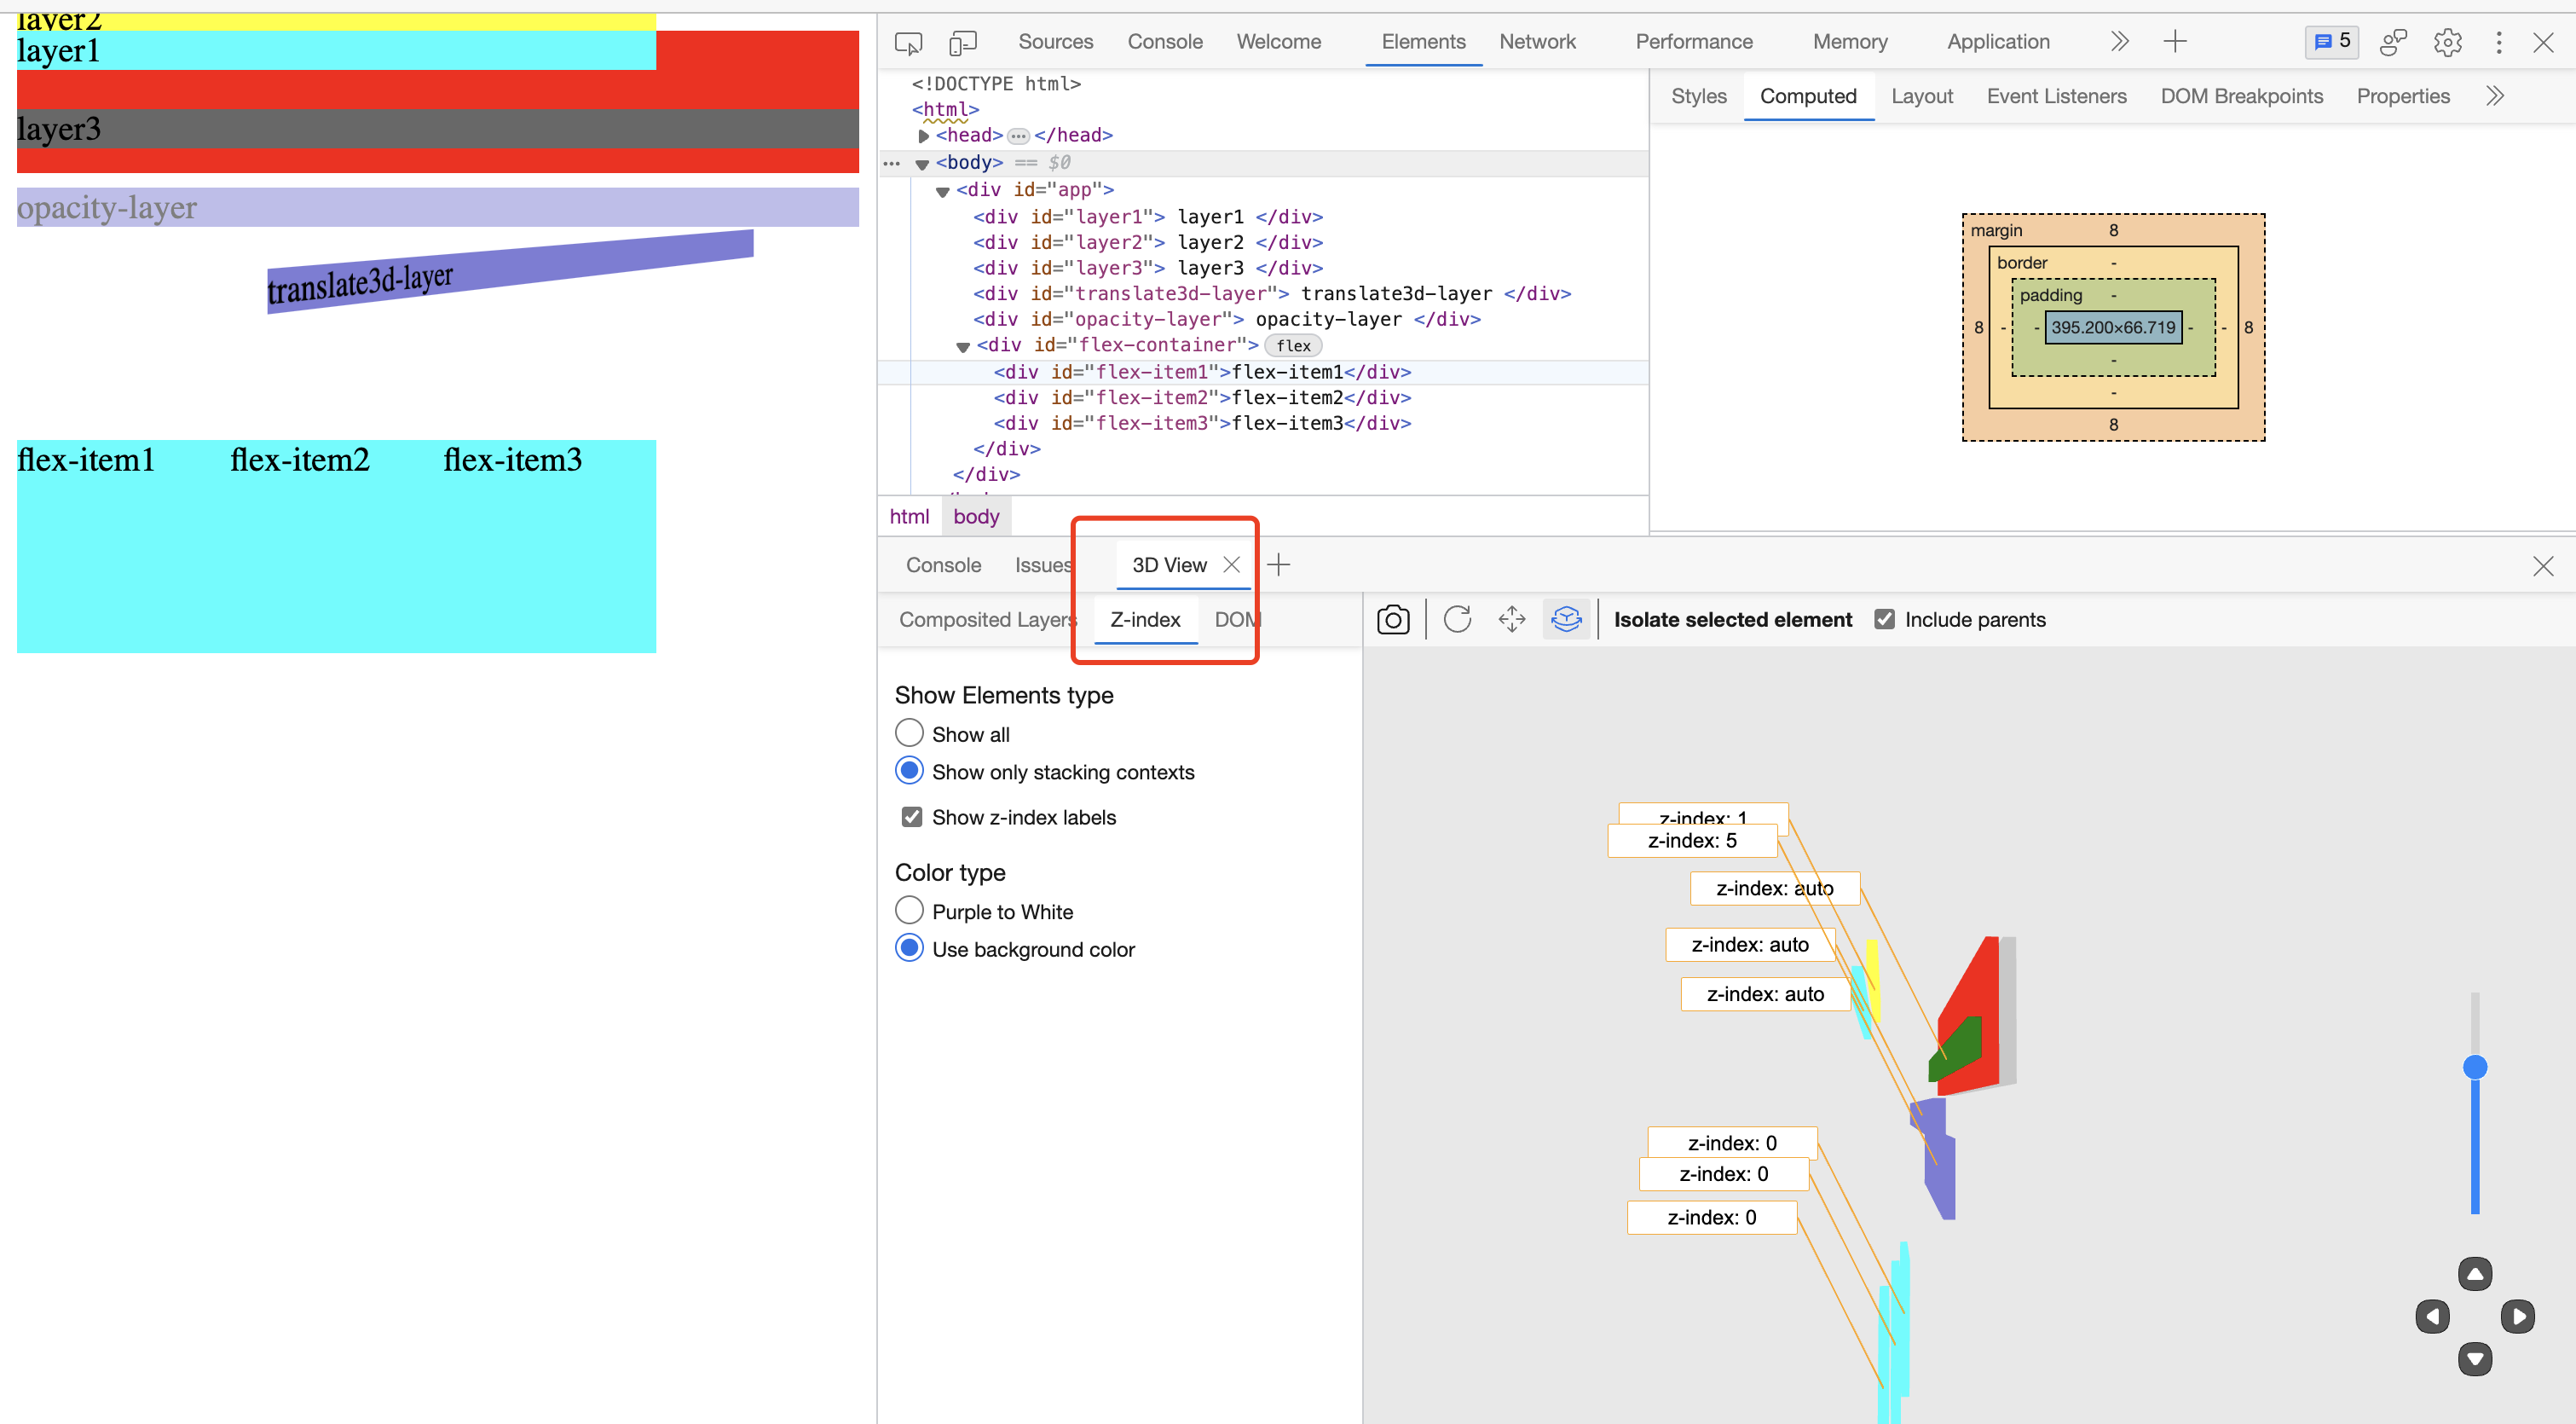 layer2
layer1
layer3
opacity-layer
translate3d-layer
flex-item1 flex-item2 flex-item3
Sources Console Welcome Elements Network Performance Memory Application 5
<!DOCTYPE html>
<html>
<head> ··· </head>
··· <body> == $0
<div id="app">
<div id="layer1"> layer1 </div>
<div id="layer2"> layer2 </div>
<div id="layer3"> layer3 </div>
<div id="translate3d-layer"> translate3d-layer </div>
<div id="opacity-layer"> opacity-layer </div>
<div id="flex-container"> flex
<div id="flex-item1">flex-item1</div>
<div id="flex-item2">flex-item2</div>
<div id="flex-item3">flex-item3</div>
</div>
</div>
html body
Styles Computed Layout Event Listeners DOM Breakpoints Properties
margin 8
border -
padding -
8 - - 395.200×66.719 - - 8
-
-
8
Console Issues 3D View
Composited Layers Z-index DOM
Isolate selected element Include parents
Show Elements type
Show all
Show only stacking contexts
Show z-index labels
Color type
Purple to White
Use background color
z-index: 1
z-index: 5
z-index: auto
z-index: auto
z-index: auto
z-index: 0
z-index: 0
z-index: 0